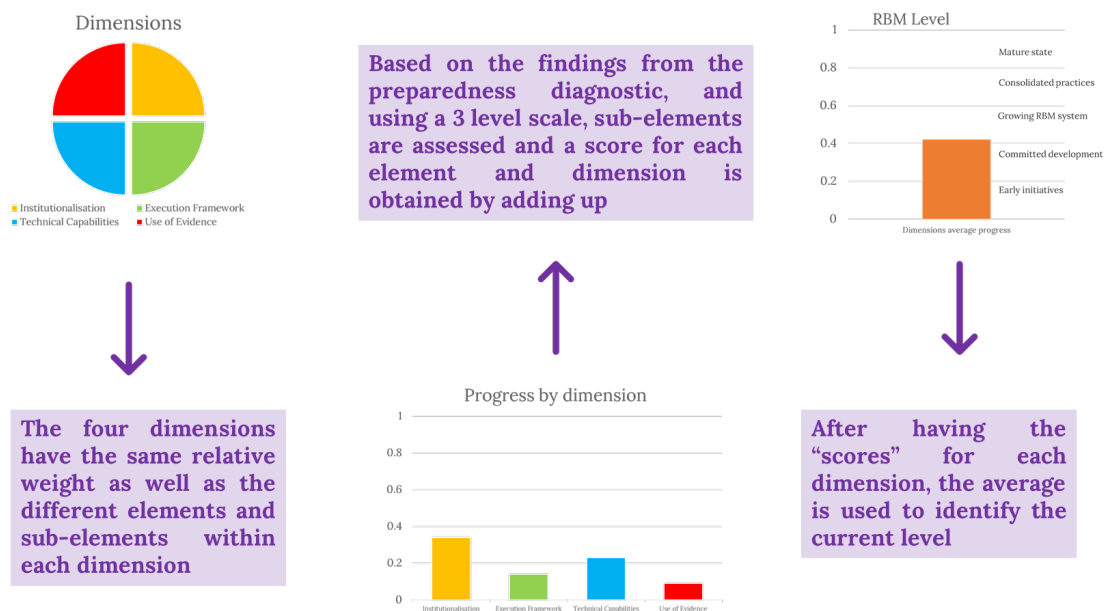 Dimensions
Institutionalisation
Execution Framework
Technical Capabilities
Use of Evidence
The four dimensions
have the same relative
weight as well as the
different elements and
sub-elements within
each dimension
Based on the findings from the
preparedness diagnostic, and
using a 3 level scale, sub-elements
are assessed and a score for each
element and dimension is
obtained by adding up
Progress by dimension
1
0.8
0.6
0.4
0.2
0
Institutionalisation
Execution Framework
Technical Capabilities
Use of Evidence
RBM Level
1
0.8
0.6
0.4
0.2
0
Mature state
Consolidated practices
Growing RBM system
Committed development
Early initiatives
Dimensions average progress
After having the
“scores” for each
dimension, the average
is used to identify the
current level